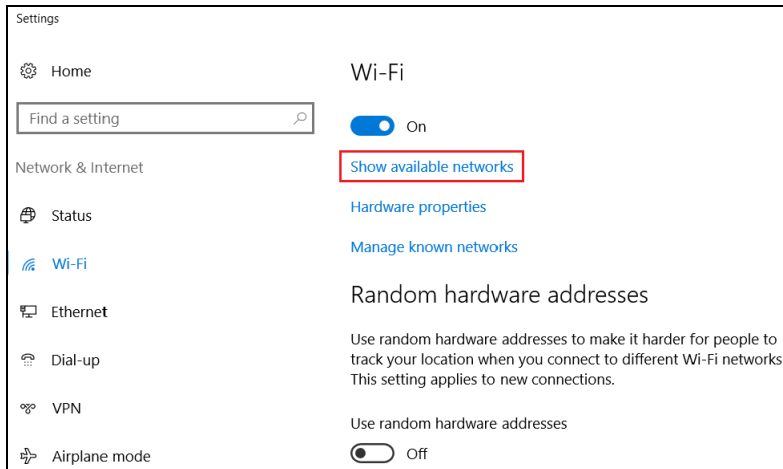 Settings
Home
Find a setting
Network & Internet
Status
Wi-Fi
Ethernet
Dial-up
VPN
Airplane mode
Wi-Fi
On
Show available networks
Hardware properties
Manage known networks
Random hardware addresses
Use random hardware addresses to make it harder for people to
track your location when you connect to different Wi-Fi networks
This setting applies to new connections.
Use random hardware addresses
Off